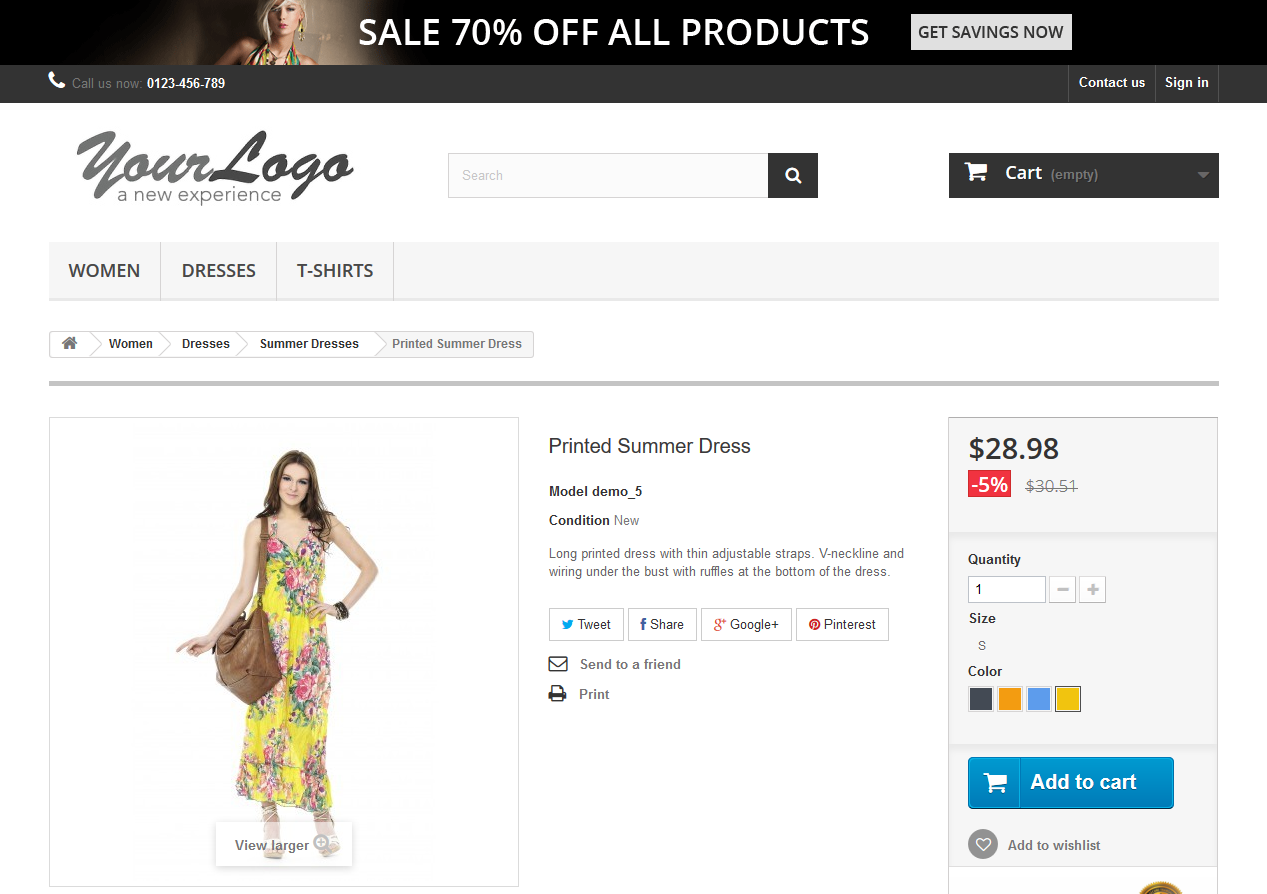 SALE 70% OFF ALL PRODUCTS
GET SAVINGS NOW
Call us now: 0123-456-789
Contact us
Sign in
YourLogo
a new experience
Search
Cart (empty)
WOMEN
DRESSES
T-SHIRTS
Women
Dresses
Summer Dresses
Printed Summer Dress
View larger
Printed Summer Dress
Model demo_5
Condition New
Long printed dress with thin adjustable straps. V-neckline and
wiring under the bust with ruffles at the bottom of the dress.
Tweet
Share
Google+
Pinterest
Send to a friend
Print
$28.98
-5% $30.51
Quantity
1
Size
S
Color
Add to cart
Add to wishlist